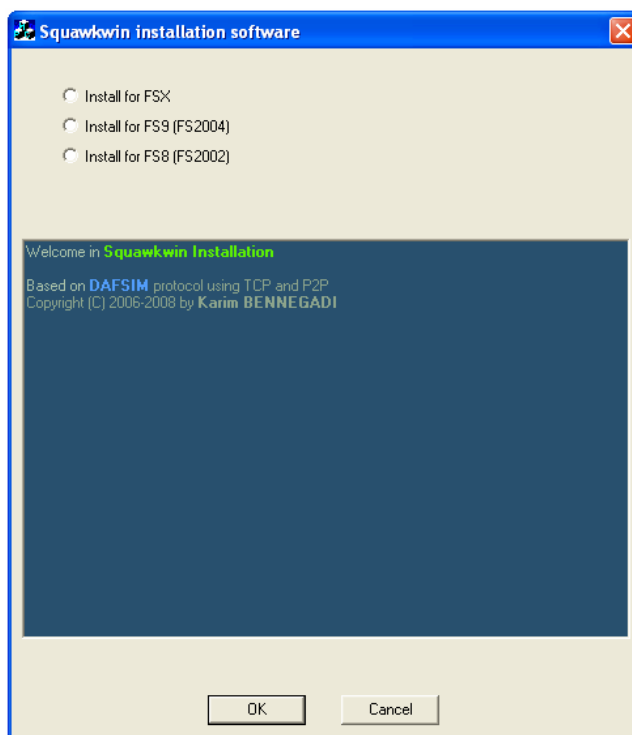 Squawkwin installation software
Install for FSX
Install for FS9 (FS2004)
Install for FS8 (FS2002)
Welcome in Squawkwin Installation
Based on DAFSIM protocol using TCP and P2P
Copyright (C) 2006-2008 by Karim BENNEGADI
OK
Cancel